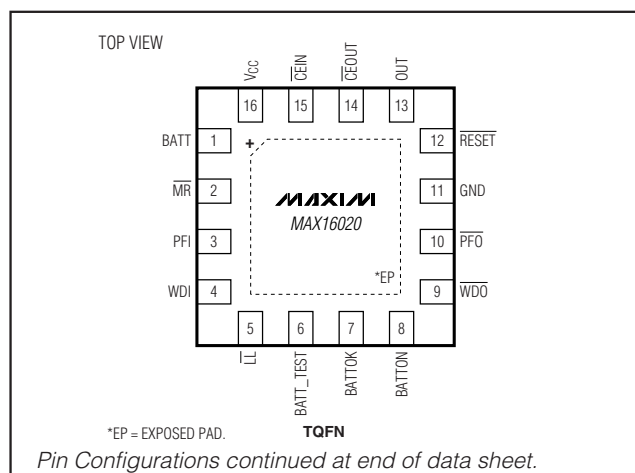 TOP VIEW
VCC
CEIN
CEOUT
OUT
16
15
14
13
BATT
1
+
12
RESET
MR
2
MAXIM
MAX16020
11
GND
PFI
3
10
PFO
WDI
4
*EP
9
WDO
5
6
7
8
LL
BATT_TEST
BATTOK
BATTON
*EP = EXPOSED PAD.
TQFN
Pin Configurations continued at end of data sheet.